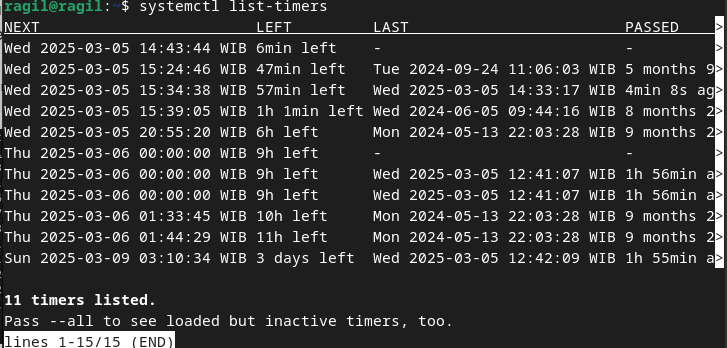 ragil@ragil:~$ systemctl list-timers
NEXT LEFT LAST PASSED >
Wed 2025-03-05 14:43:44 WIB 6min left - - >
Wed 2025-03-05 15:24:46 WIB 47min left Tue 2024-09-24 11:06:03 WIB 5 months 9>
Wed 2025-03-05 15:34:38 WIB 57min left Wed 2025-03-05 14:33:17 WIB 4min 8s ag>
Wed 2025-03-05 15:39:05 WIB 1h 1min left Wed 2024-06-05 09:44:16 WIB 8 months 2>
Wed 2025-03-05 20:55:20 WIB 6h left Mon 2024-05-13 22:03:28 WIB 9 months 2>
Thu 2025-03-06 00:00:00 WIB 9h left - - >
Thu 2025-03-06 00:00:00 WIB 9h left Wed 2025-03-05 12:41:07 WIB 1h 56min a>
Thu 2025-03-06 00:00:00 WIB 9h left Wed 2025-03-05 12:41:07 WIB 1h 56min a>
Thu 2025-03-06 01:33:45 WIB 10h left Mon 2024-05-13 22:03:28 WIB 9 months 2>
Thu 2025-03-06 01:44:29 WIB 11h left Mon 2024-05-13 22:03:28 WIB 9 months 2>
Sun 2025-03-09 03:10:34 WIB 3 days left Wed 2025-03-05 12:42:09 WIB 1h 55min a>
11 timers listed.
Pass --all to see loaded but inactive timers, too.
lines 1-15/15 (END)